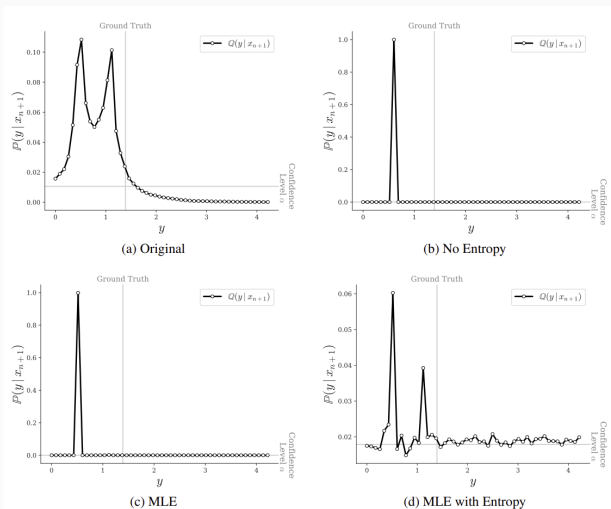 Ground Truth
Q(y | x_{n+1})
0.10
0.08
0.06
0.04
0.02
0.00
ℙ(y | x_{n+1})
Confidence
Level α
0 1 2 3 4
y
(a) Original
Ground Truth
Q(y | x_{n+1})
1.0
0.8
0.6
0.4
0.2
0.0
ℙ(y | x_{n+1})
Confidence
Level α
0 1 2 3 4
y
(b) No Entropy
Ground Truth
Q(y | x_{n+1})
1.0
0.8
0.6
0.4
0.2
0.0
ℙ(y | x_{n+1})
Confidence
Level α
0 1 2 3 4
y
(c) MLE
Ground Truth
Q(y | x_{n+1})
0.06
0.05
0.04
0.03
0.02
0.01
ℙ(y | x_{n+1})
Confidence
Level α
0 1 2 3 4
y
(d) MLE with Entropy